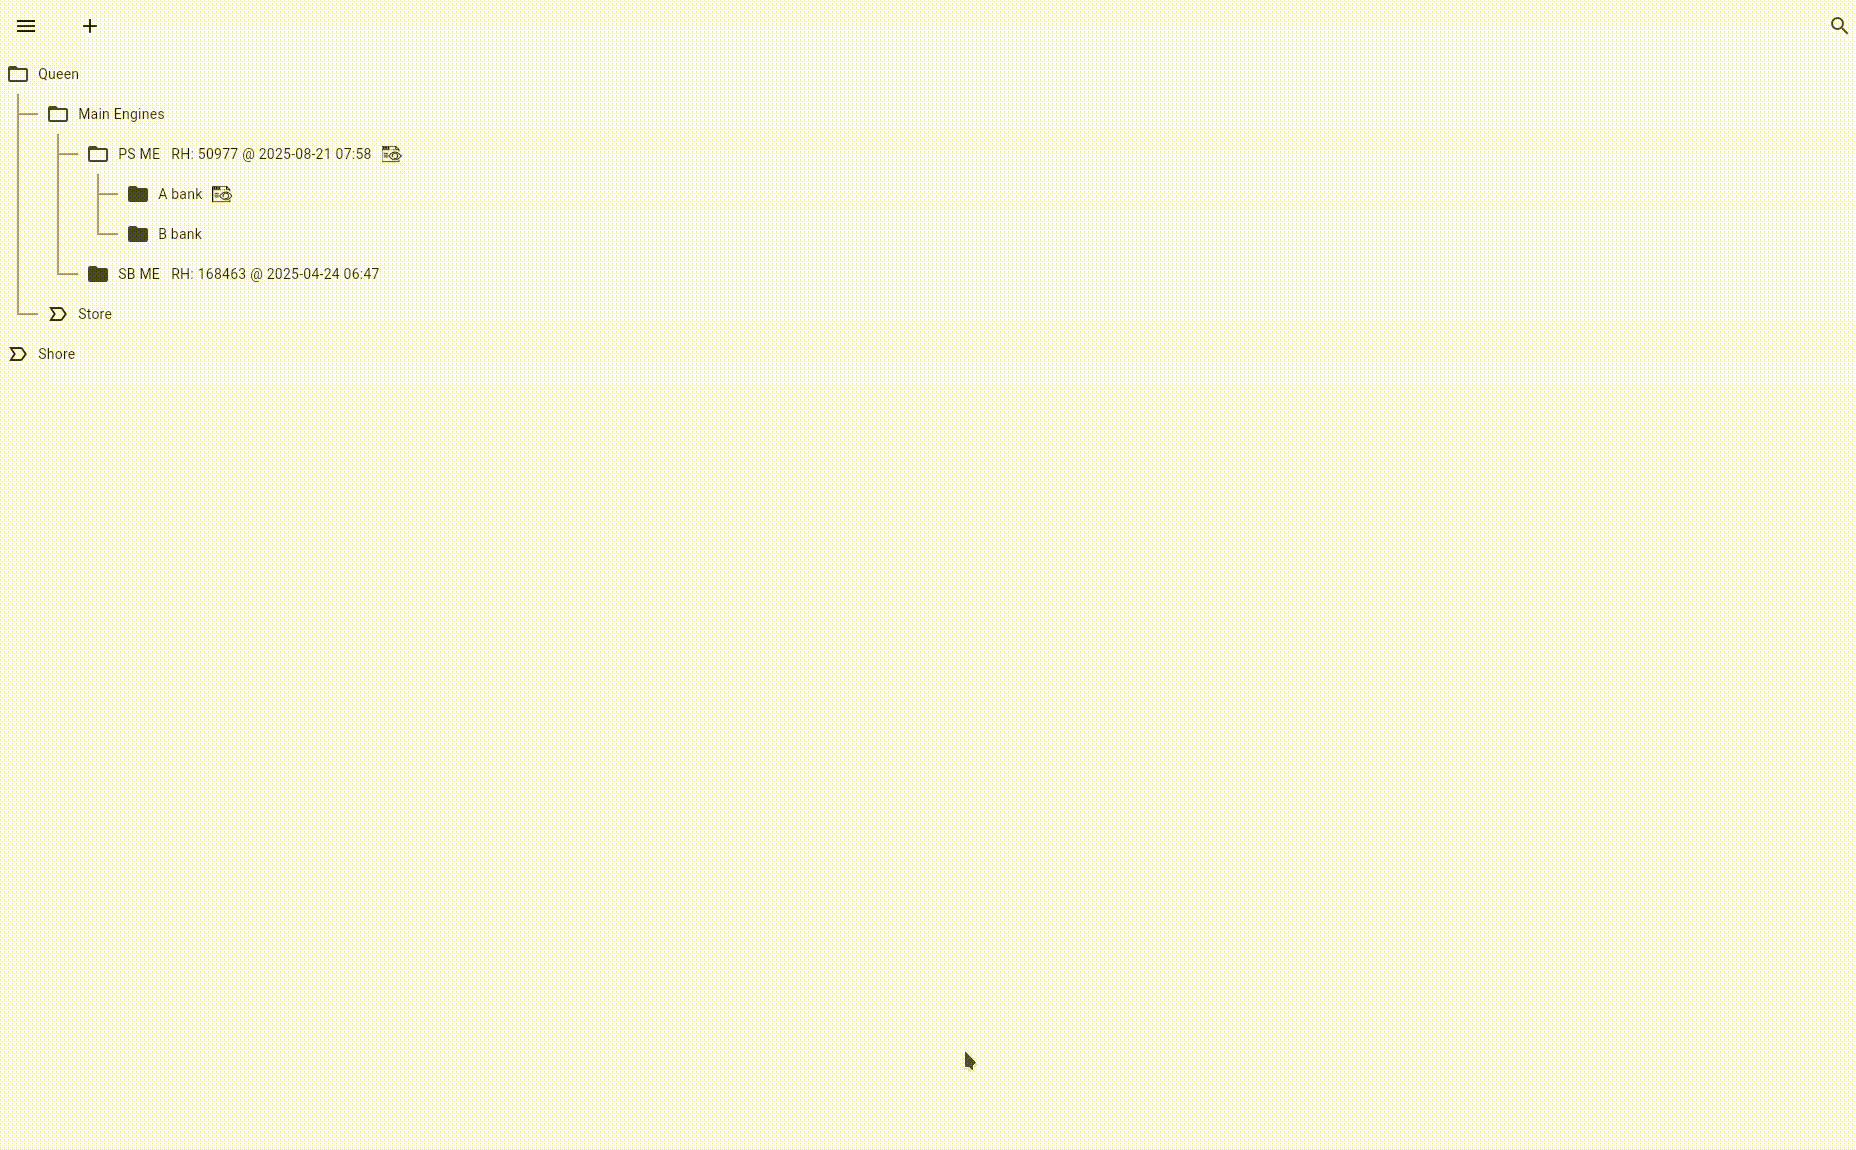 Queen
Main Engines
PS ME RH: 50977 @ 2025-08-21 07:58
A bank
B bank
SB ME RH: 168463 @ 2025-04-24 06:47
Store
Shore